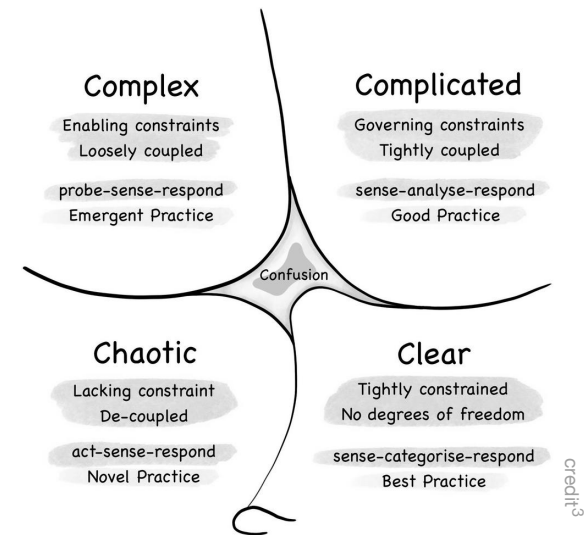 Complex
Enabling constraints
Loosely coupled
probe-sense-respond
Emergent Practice
Complicated
Governing constraints
Tightly coupled
sense-analyse-respond
Good Practice
Confusion
Chaotic
Lacking constraint
De-coupled
act-sense-respond
Novel Practice
Clear
Tightly constrained
No degrees of freedom
sense-categorise-respond
Best Practice
credit³